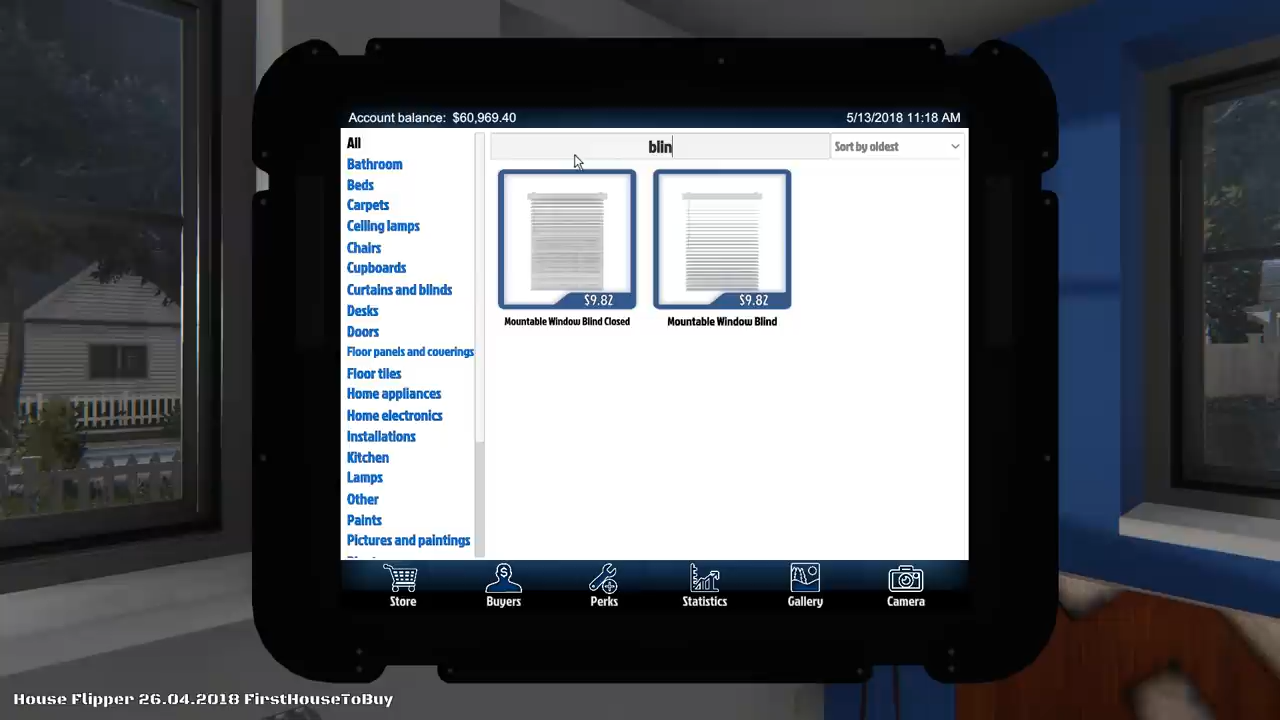 Account balance: $60,969.40
5/13/2018 11:18 AM
All
Bathroom
Beds
Carpets
Ceiling lamps
Chairs
Cupboards
Curtains and blinds
Desks
Doors
Floor panels and coverings
Floor tiles
Home appliances
Home electronics
Installations
Kitchen
Lamps
Other
Paints
Pictures and paintings
blin
Sort by oldest
$9.82
$9.82
Mountable Window Blind Closed
Mountable Window Blind
Store
Buyers
Perks
Statistics
Gallery
Camera
House Flipper 26.04.2018 FirstHouseToBuy